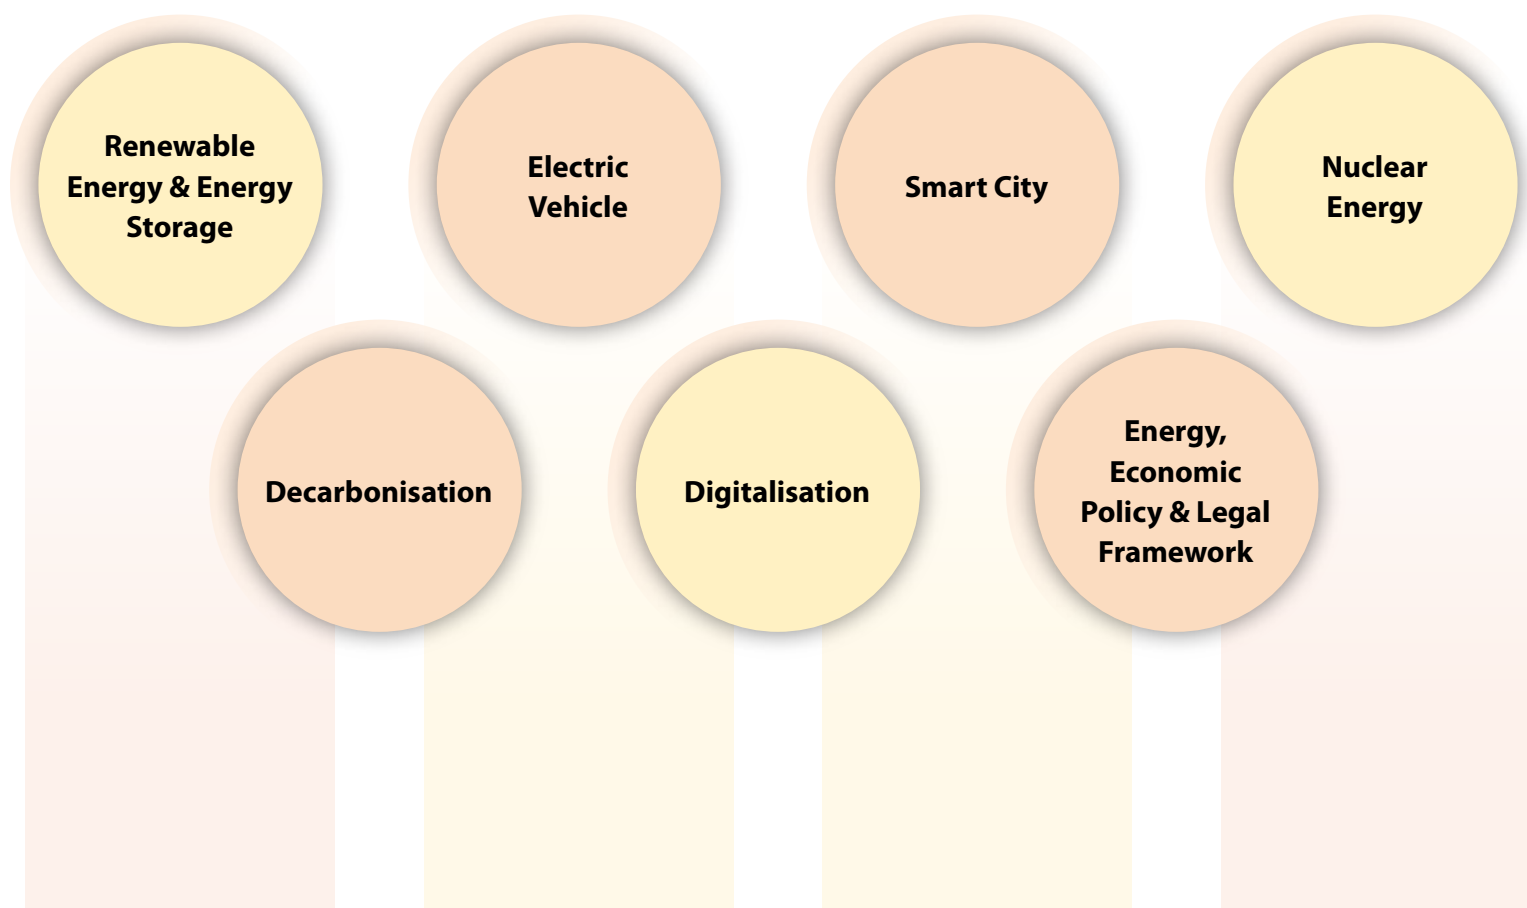 Renewable
Energy & Energy
Storage
Electric
Vehicle
Smart City
Nuclear
Energy
Decarbonisation
Digitalisation
Energy,
Economic
Policy & Legal
Framework